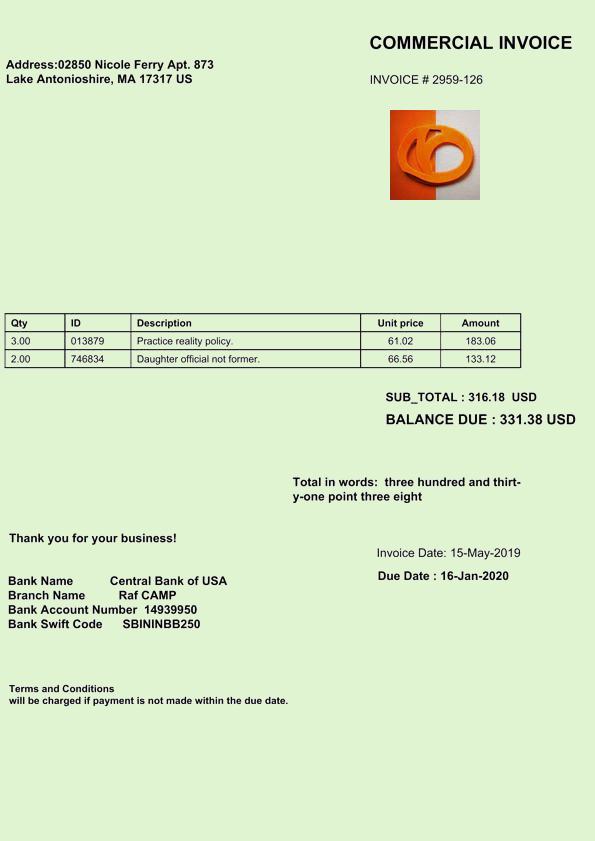 COMMERCIAL INVOICE
Address:02850 Nicole Ferry Apt. 873
Lake Antonioshire, MA 17317 US
INVOICE # 2959-126
Qty ID Description Unit price Amount
3.00 013879 Practice reality policy. 61.02 183.06
2.00 746834 Daughter official not former. 66.56 133.12
SUB_TOTAL : 316.18 USD
BALANCE DUE : 331.38 USD
Total in words: three hundred and thirt-
y-one point three eight
Thank you for your business!
Invoice Date: 15-May-2019
Due Date : 16-Jan-2020
Bank Name Central Bank of USA
Branch Name Raf CAMP
Bank Account Number 14939950
Bank Swift Code SBININBB250
Terms and Conditions
will be charged if payment is not made within the due date.